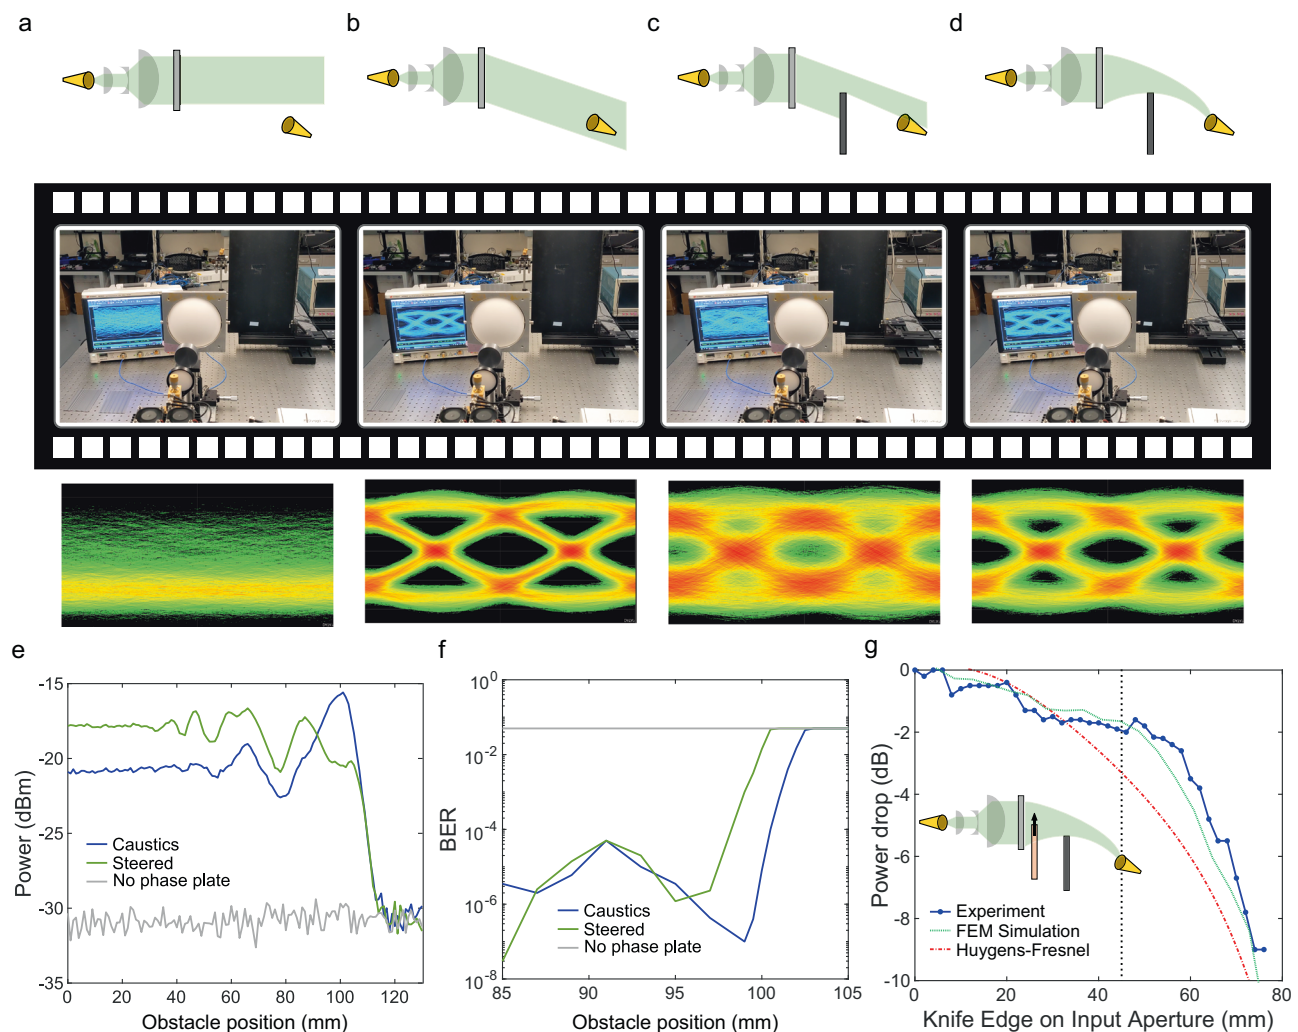 a
b
c
d
e
-15
-20
-25
-30
-35
0
20
40
60
80
100
120
Power (dBm)
Obstacle position (mm)
Caustics
Steered
No phase plate
f
10^0
10^-2
10^-4
10^-6
10^-8
85
90
95
100
105
BER
Obstacle position (mm)
Caustics
Steered
No phase plate
g
0
-2
-4
-6
-8
-10
0
20
40
60
80
Power drop (dB)
Knife Edge on Input Aperture (mm)
Experiment
FEM Simulation
Huygens-Fresnel